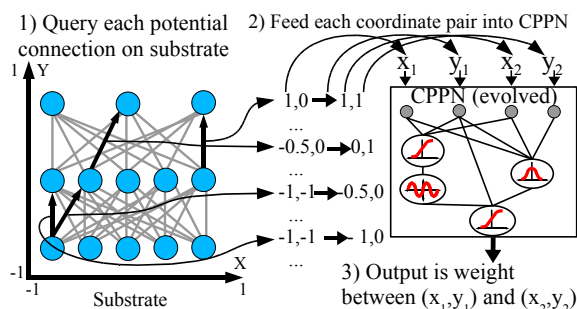 1) Query each potential
connection on substrate
2) Feed each coordinate pair into CPPN
1 Y
X
-1
-1
1
Substrate
1,0 1,1
...
-0.5,0 0,1
...
-1,-1 -0.5,0
...
-1,-1 -1,0
...
x1 y1 x2 y2
CPPN (evolved)
3) Output is weight
between (x1,y1) and (x2,y2)